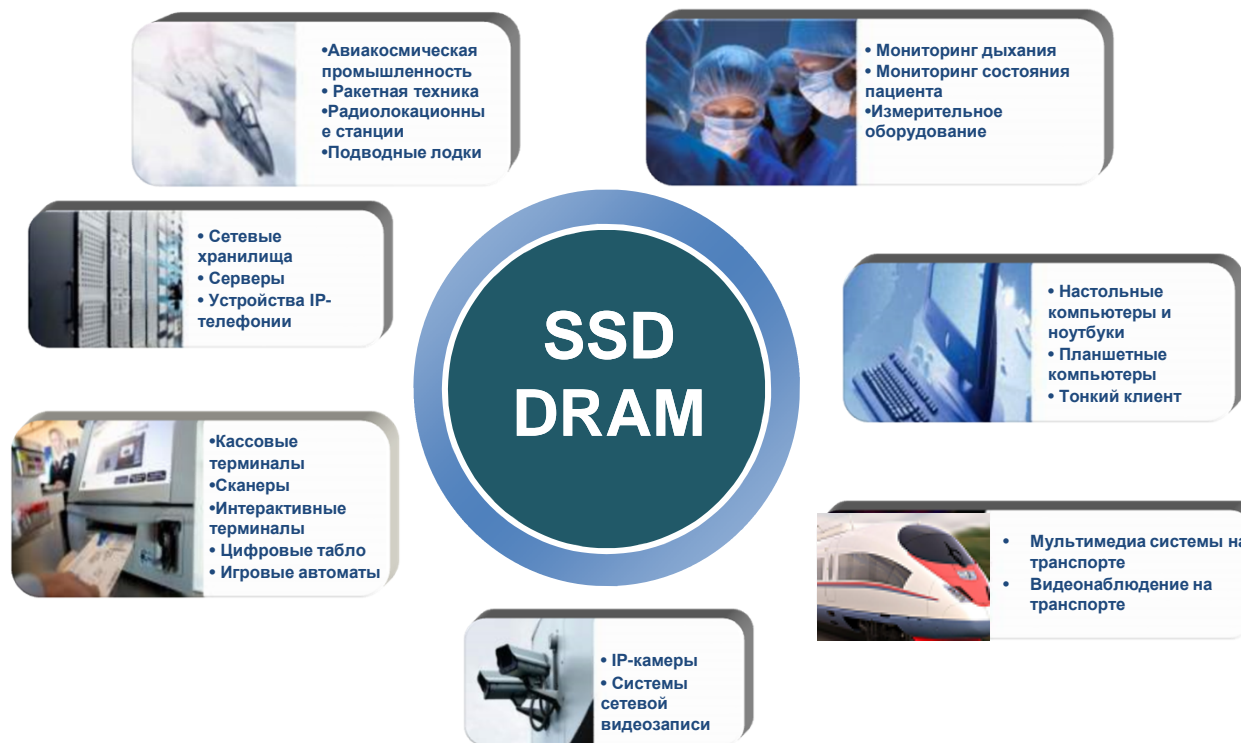 •Авиакосмическая
промышленность
• Ракетная техника
•Радиолокационны
е станции
•Подводные лодки
• Мониторинг дыхания
• Мониторинг состояния
пациента
•Измерительное
оборудование
• Сетевые
хранилища
• Серверы
• Устройства IP-
телефонии
SSD
DRAM
• Настольные
компьютеры и
ноутбуки
• Планшетные
компьютеры
• Тонкий клиент
•Кассовые
терминалы
•Сканеры
•Интерактивные
терминалы
• Цифровые табло
• Игровые автоматы
• Мультимедиа системы на
транспорте
• Видеонаблюдение на
транспорте
• IP-камеры
• Системы
сетевой
видеозаписи